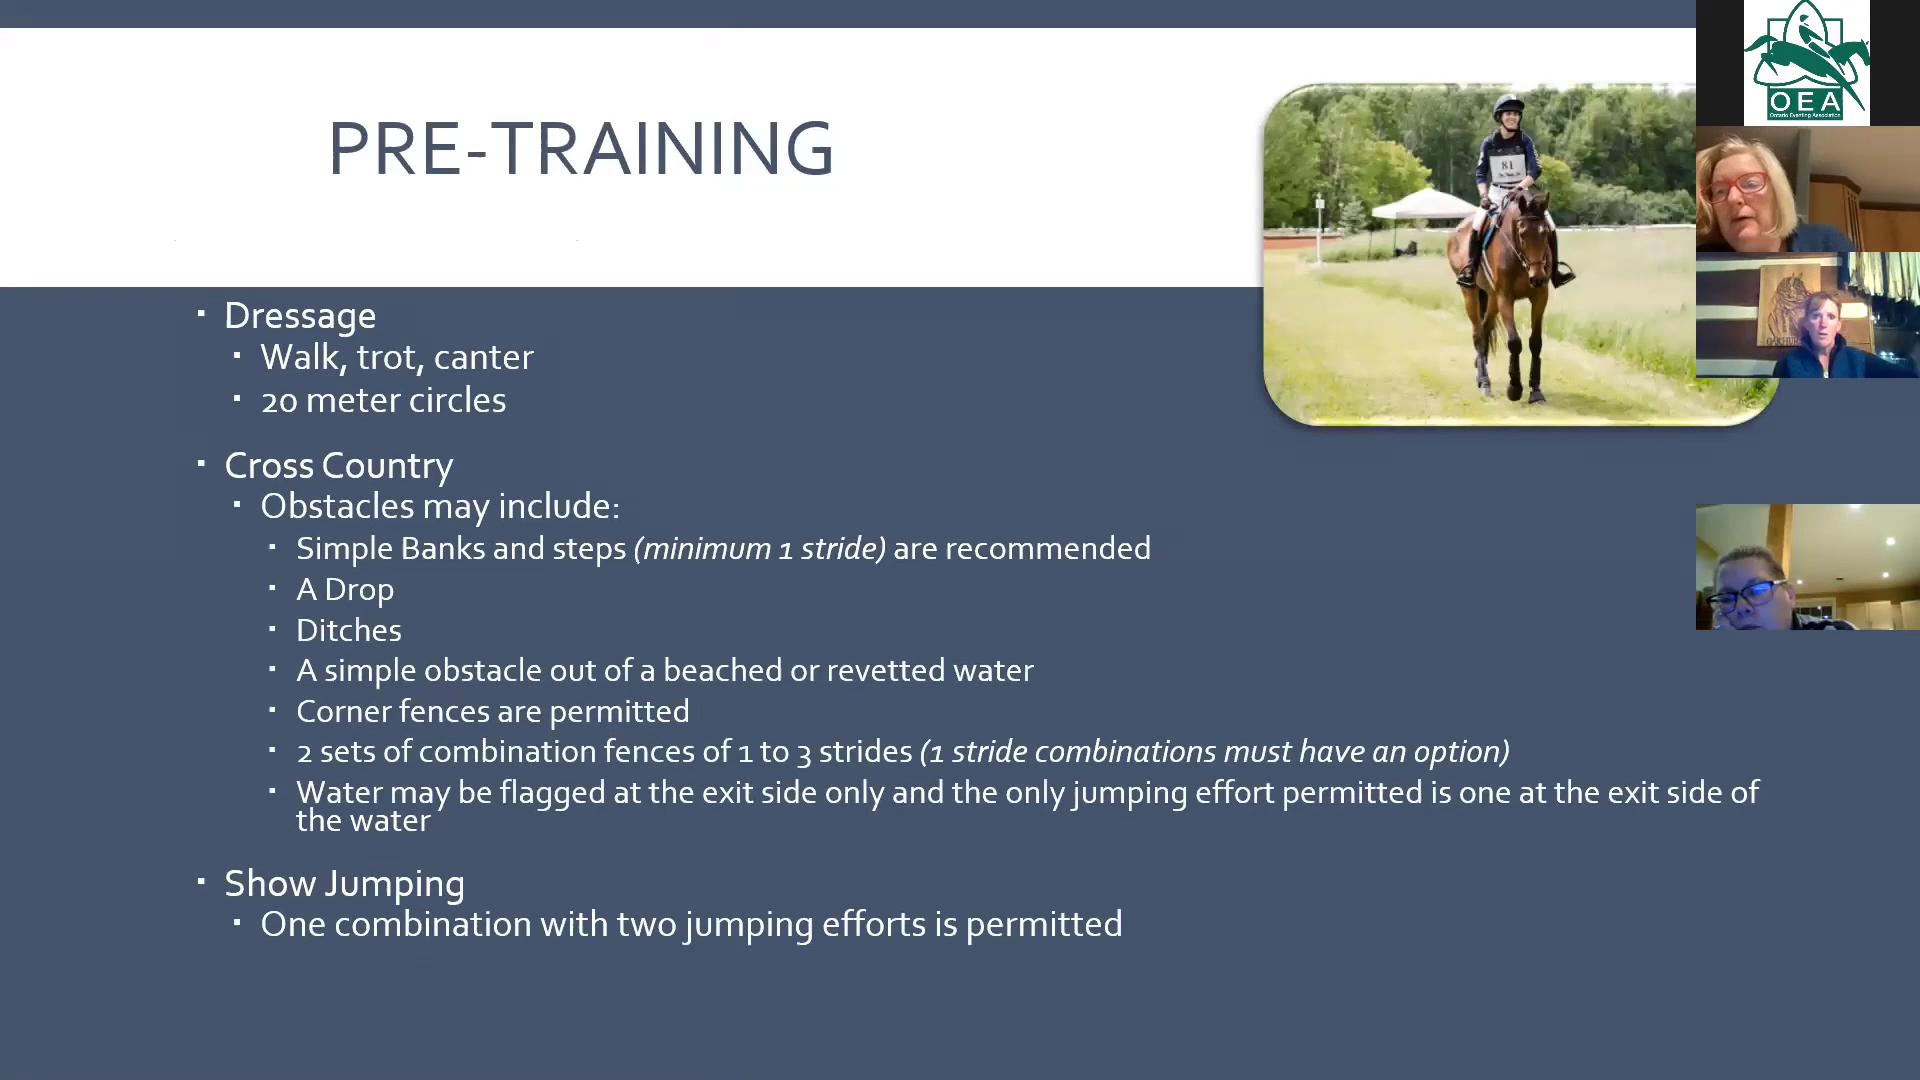 PRE-TRAINING
81
OEA
Ontario Eventing Association
Dressage
Walk, trot, canter
20 meter circles
Cross Country
Obstacles may include:
Simple Banks and steps (minimum 1 stride) are recommended
A Drop
Ditches
A simple obstacle out of a beached or revetted water
Corner fences are permitted
2 sets of combination fences of 1 to 3 strides (1 stride combinations must have an option)
Water may be flagged at the exit side only and the only jumping effort permitted is one at the exit side of
the water
Show Jumping
One combination with two jumping efforts is permitted